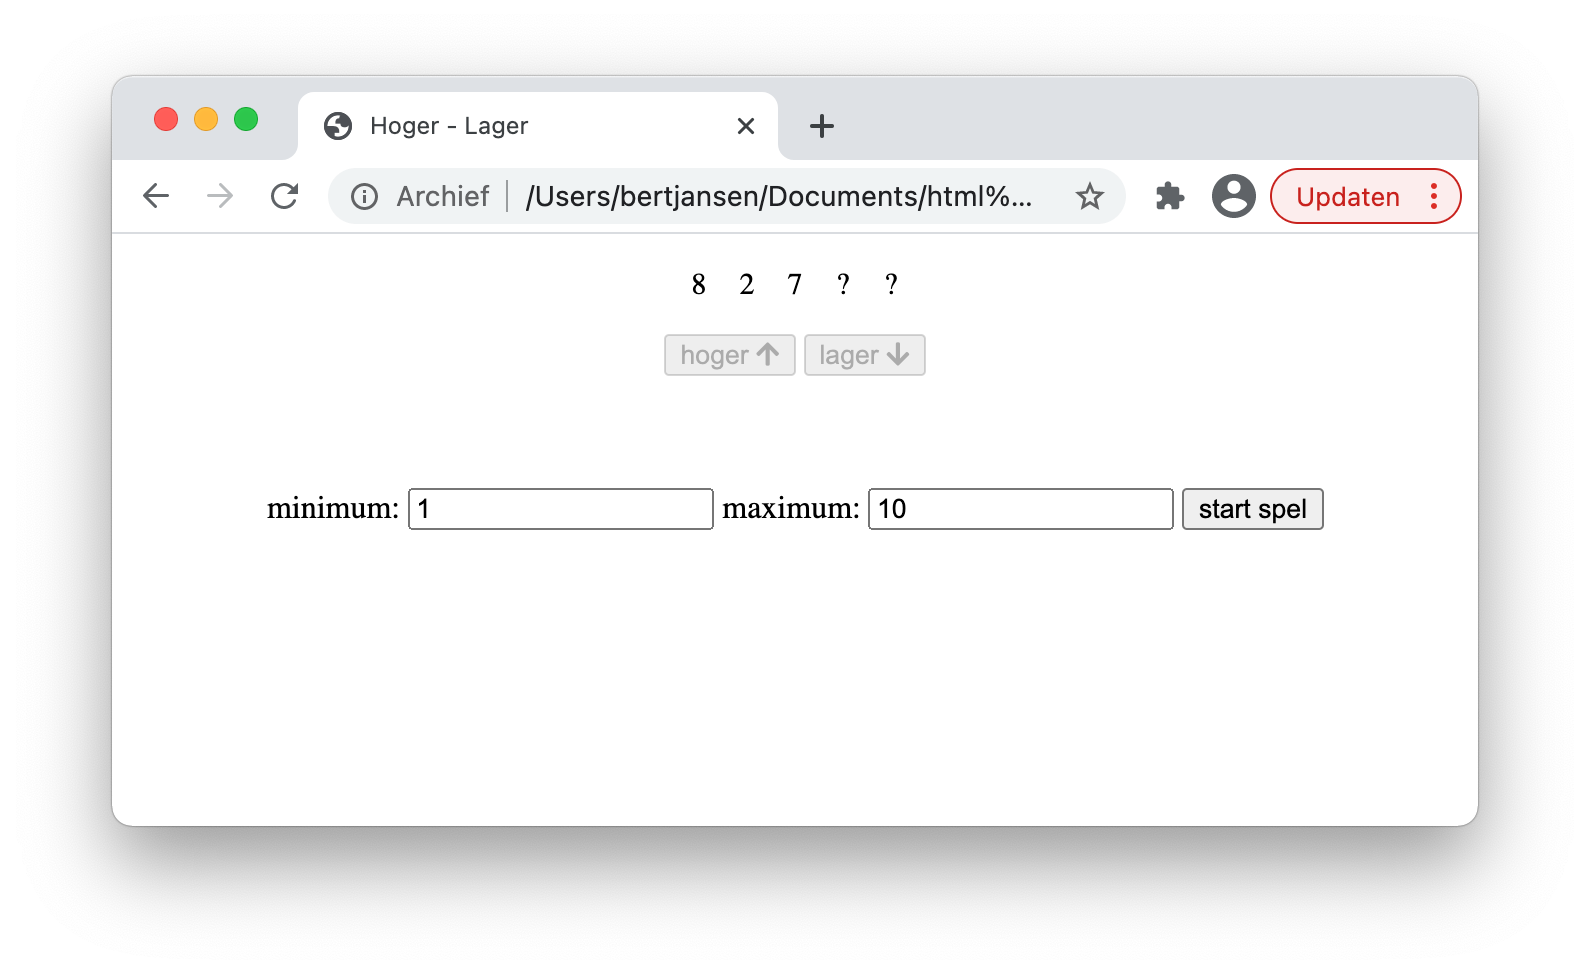 Hoger - Lager
Archief /Users/bertjansen/Documents/html%... Updaten
8 2 7 ? ?
hoger ↑ lager ↓
minimum: 1 maximum: 10 start spel